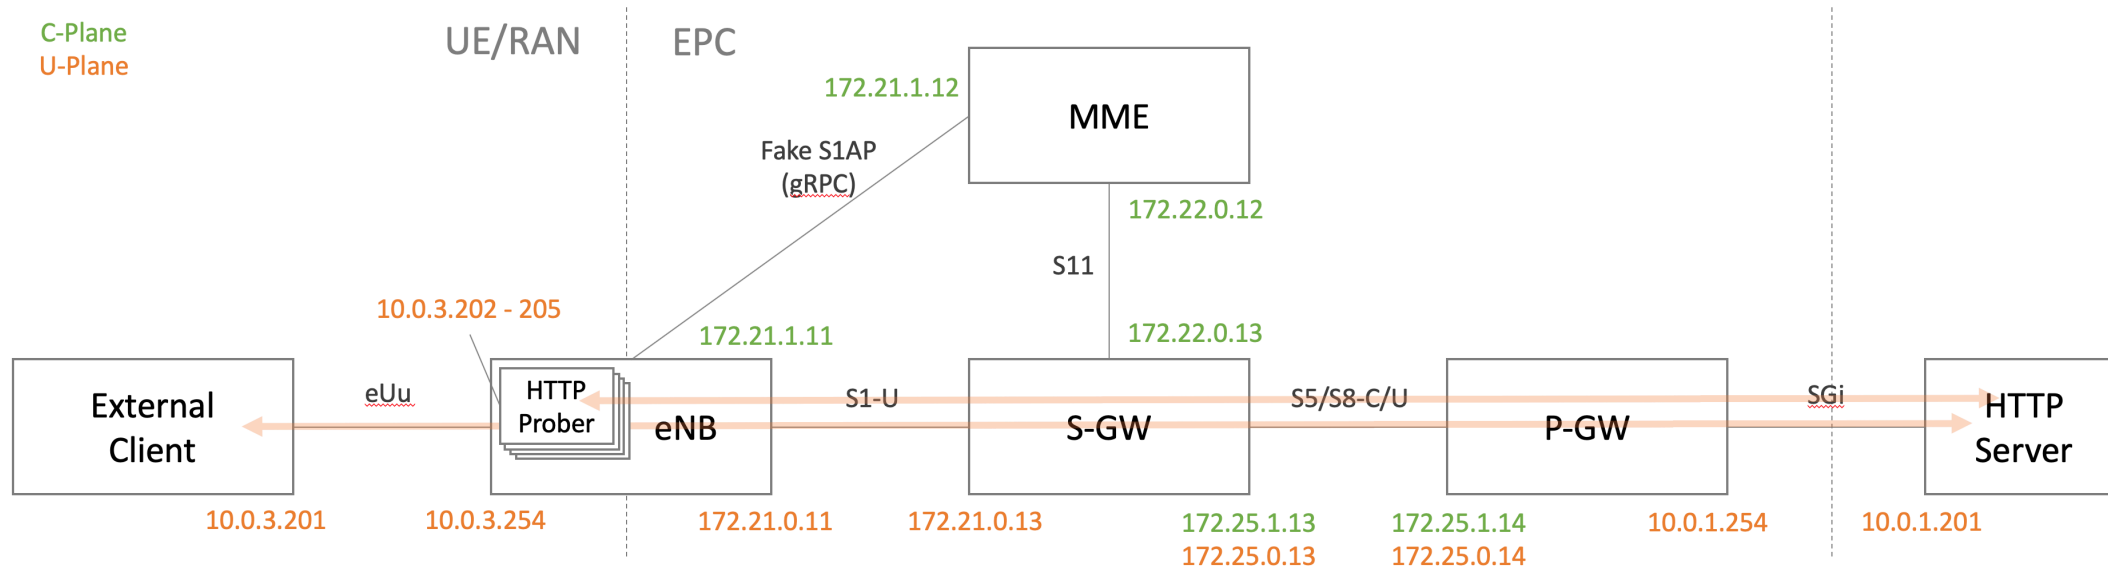 C-Plane
U-Plane
UE/RAN
EPC
172.21.1.12
MME
Fake S1AP
(gRPC)
172.22.0.12
S11
10.0.3.202 - 205
172.21.1.11
172.22.0.13
External
Client
eUu
HTTP
Prober
eNB
S1-U
S-GW
S5/S8-C/U
P-GW
SGi
HTTP
Server
10.0.3.201
10.0.3.254
172.21.0.11
172.21.0.13
172.25.1.13
172.25.0.13
172.25.1.14
172.25.0.14
10.0.1.254
10.0.1.201